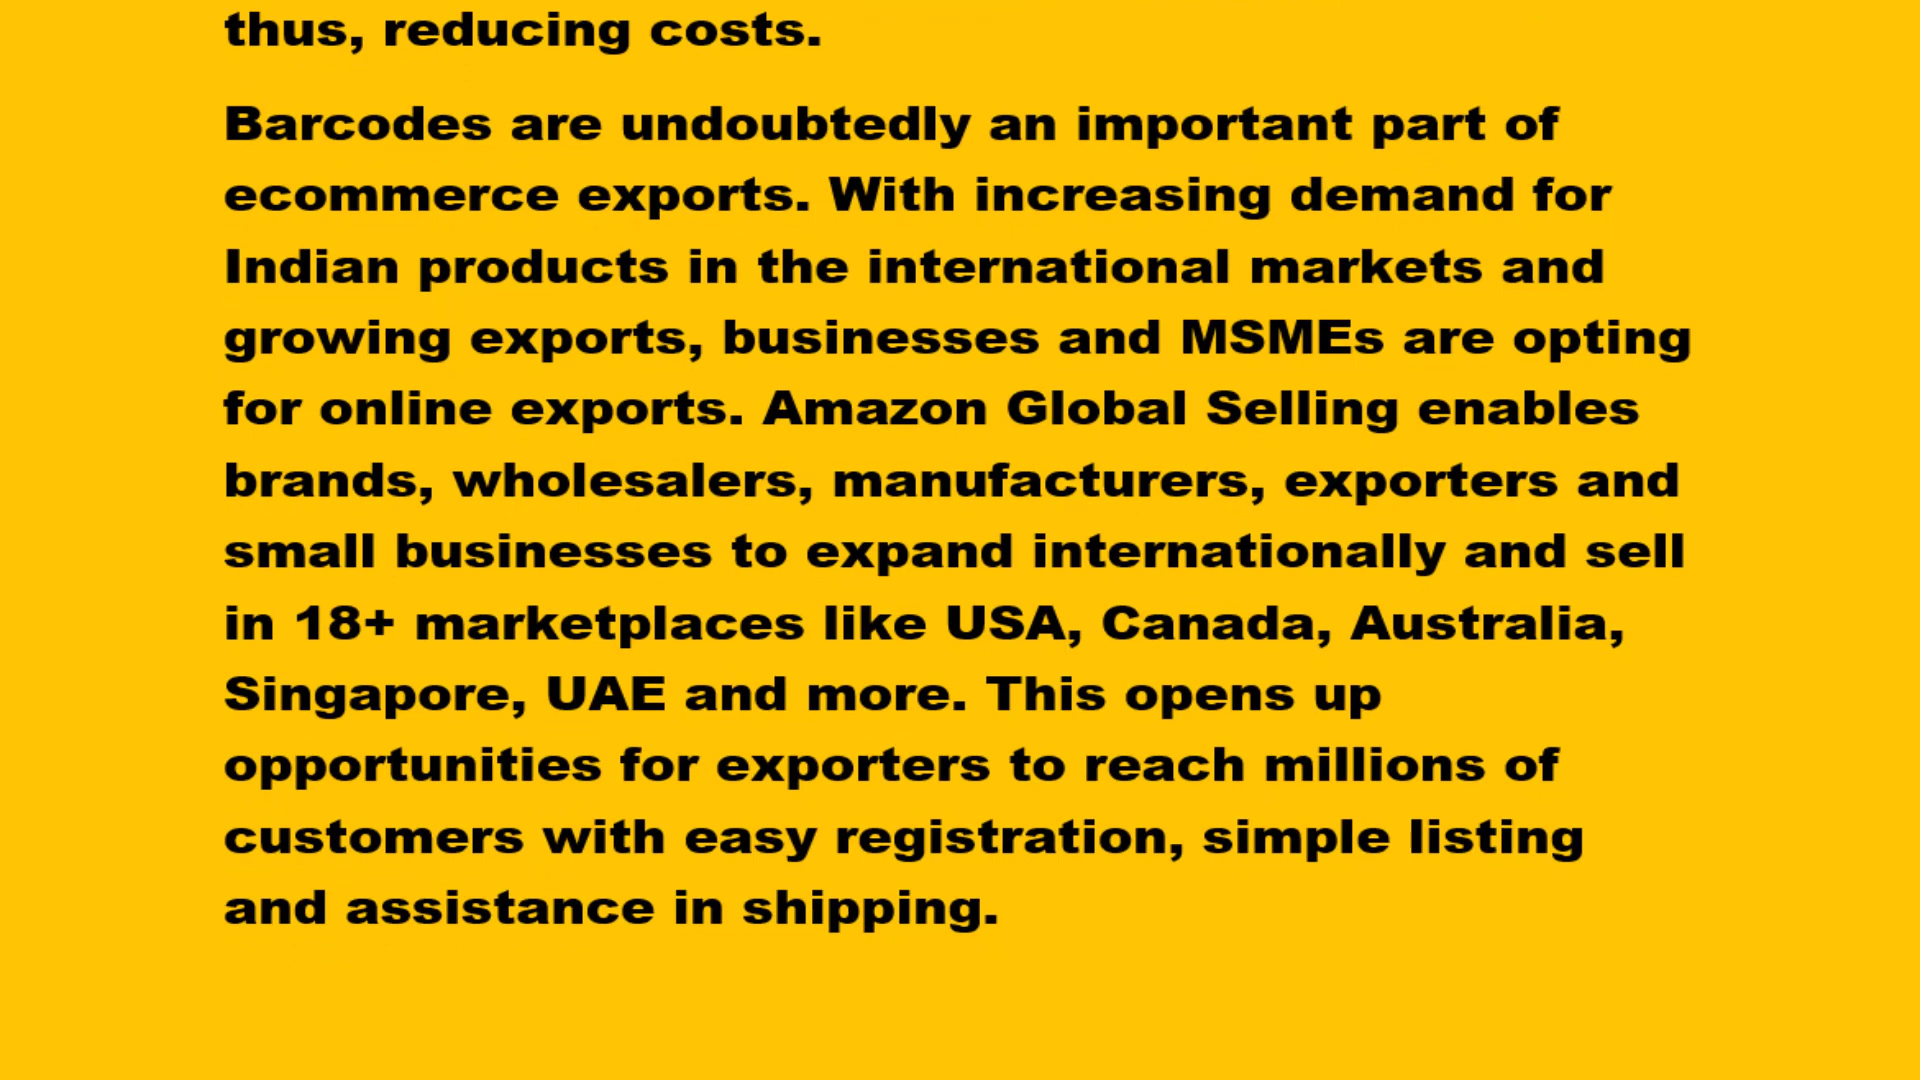 thus, reducing costs.
Barcodes are undoubtedly an important part of
ecommerce exports. With increasing demand for
Indian products in the international markets and
growing exports, businesses and MSMEs are opting
for online exports. Amazon Global Selling enables
brands, wholesalers, manufacturers, exporters and
small businesses to expand internationally and sell
in 18+ marketplaces like USA, Canada, Australia,
Singapore, UAE and more. This opens up
opportunities for exporters to reach millions of
customers with easy registration, simple listing
and assistance in shipping.